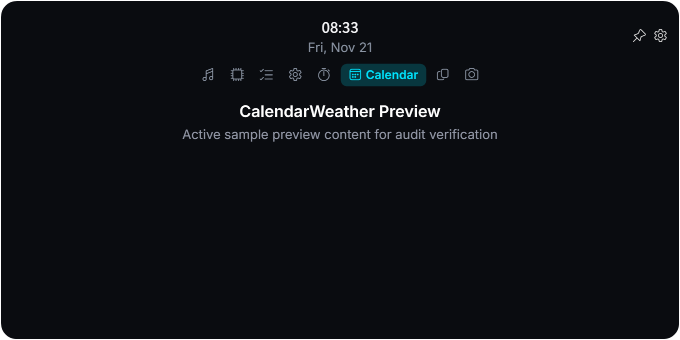 08:33
Fri, Nov 21
Calendar
CalendarWeather Preview
Active sample preview content for audit verification